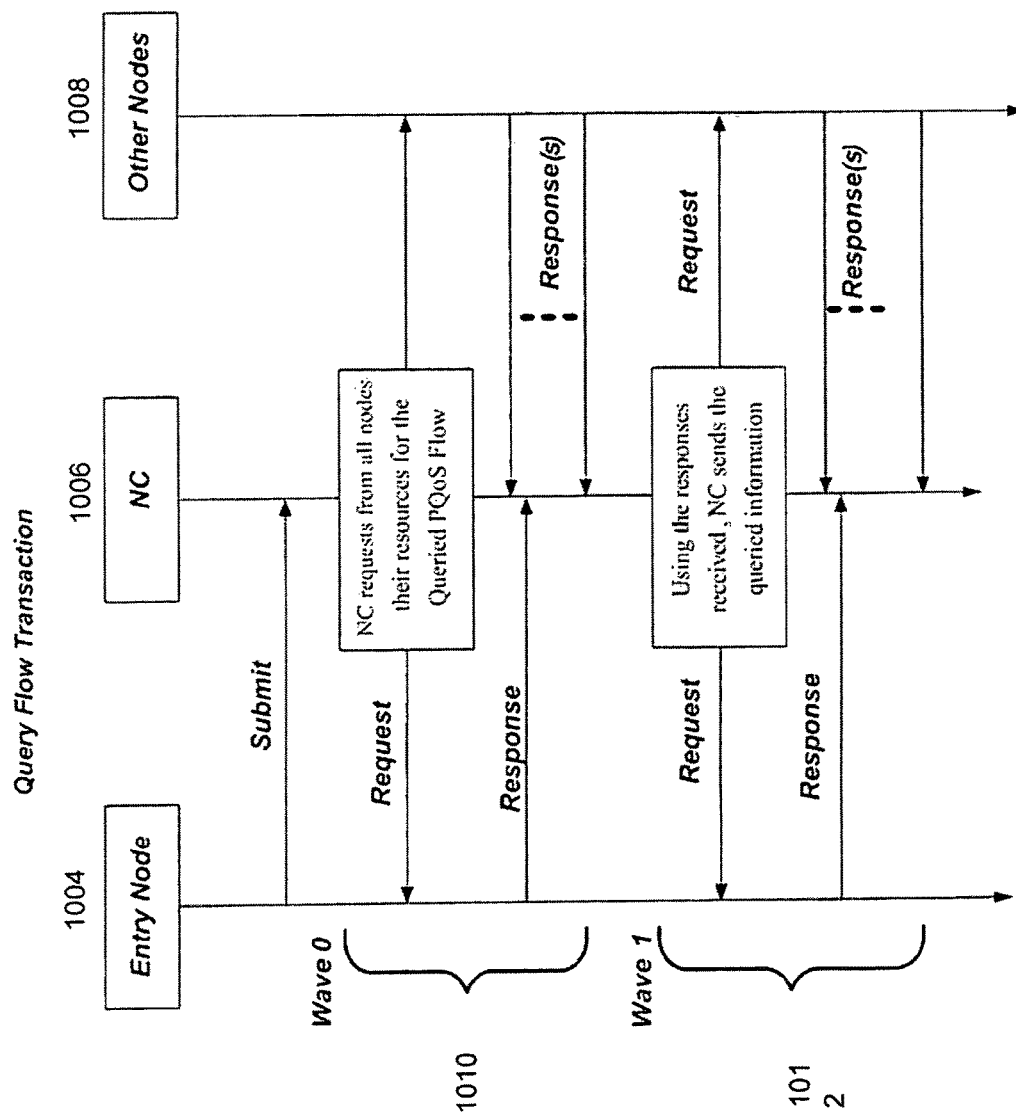 Query Flow Transaction
1004
1006
1008
Entry Node
NC
Other Nodes
Submit
Wave 0
1010
NC requests from all nodes
their resources for the
Queried PQoS Flow
Request
Response
Response(s)
Wave 1
101
2
Using the responses
received , NC sends the
queried information
Request
Request
Response
Response(s)